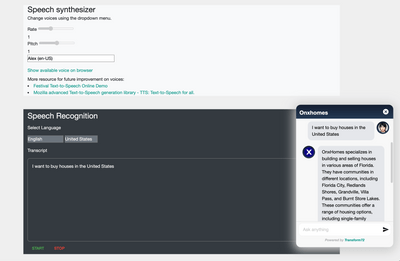 Speech synthesizer
Change voices using the dropdown menu.
Rate
1
Pitch
1
Alex (en-US)
Show available voice on browser
More resource for future improvement on voices:
Festival Text-to-Speech Online Demo
Mozilla advanced Text-to-Speech generation library - TTS: Text-to-Speech for all.
Speech Recognition
Select Language
English
United States
Transcript
I want to buy houses in the United States
START
STOP
Onxhomes
I want to buy houses in the
United States
X
OnxHomes specializes in
building and selling houses
in various areas of Florida.
They have communities in
different locations, including
Florida City, Redlands
Shores, Grandville, Villa
Pass, and Burnt Store Lakes.
These communities offer a
range of housing options,
including single-family
Ask anything
Powered by